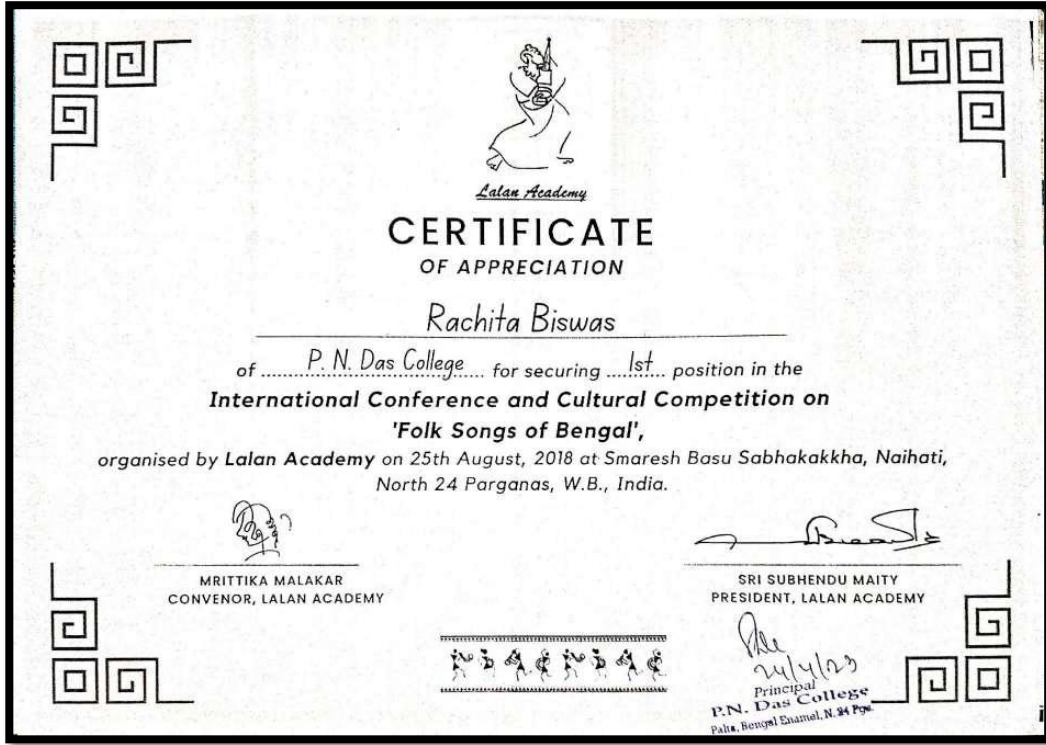 Lalan Academy
CERTIFICATE
OF APPRECIATION
Rachita Biswas
of P. N. Das College for securing 1st position in the
International Conference and Cultural Competition on
'Folk Songs of Bengal',
organised by Lalan Academy on 25th August, 2018 at Smaresh Basu Sabhakakkha, Naihati,
North 24 Parganas, W.B., India.
MRITTIKA MALAKAR
CONVENOR, LALAN ACADEMY
SRI SUBHENDU MAITY
PRESIDENT, LALAN ACADEMY
24/4/23
Principal
P.N. Das College
Palta, Bengal Enamel, N. 24 Pgs.